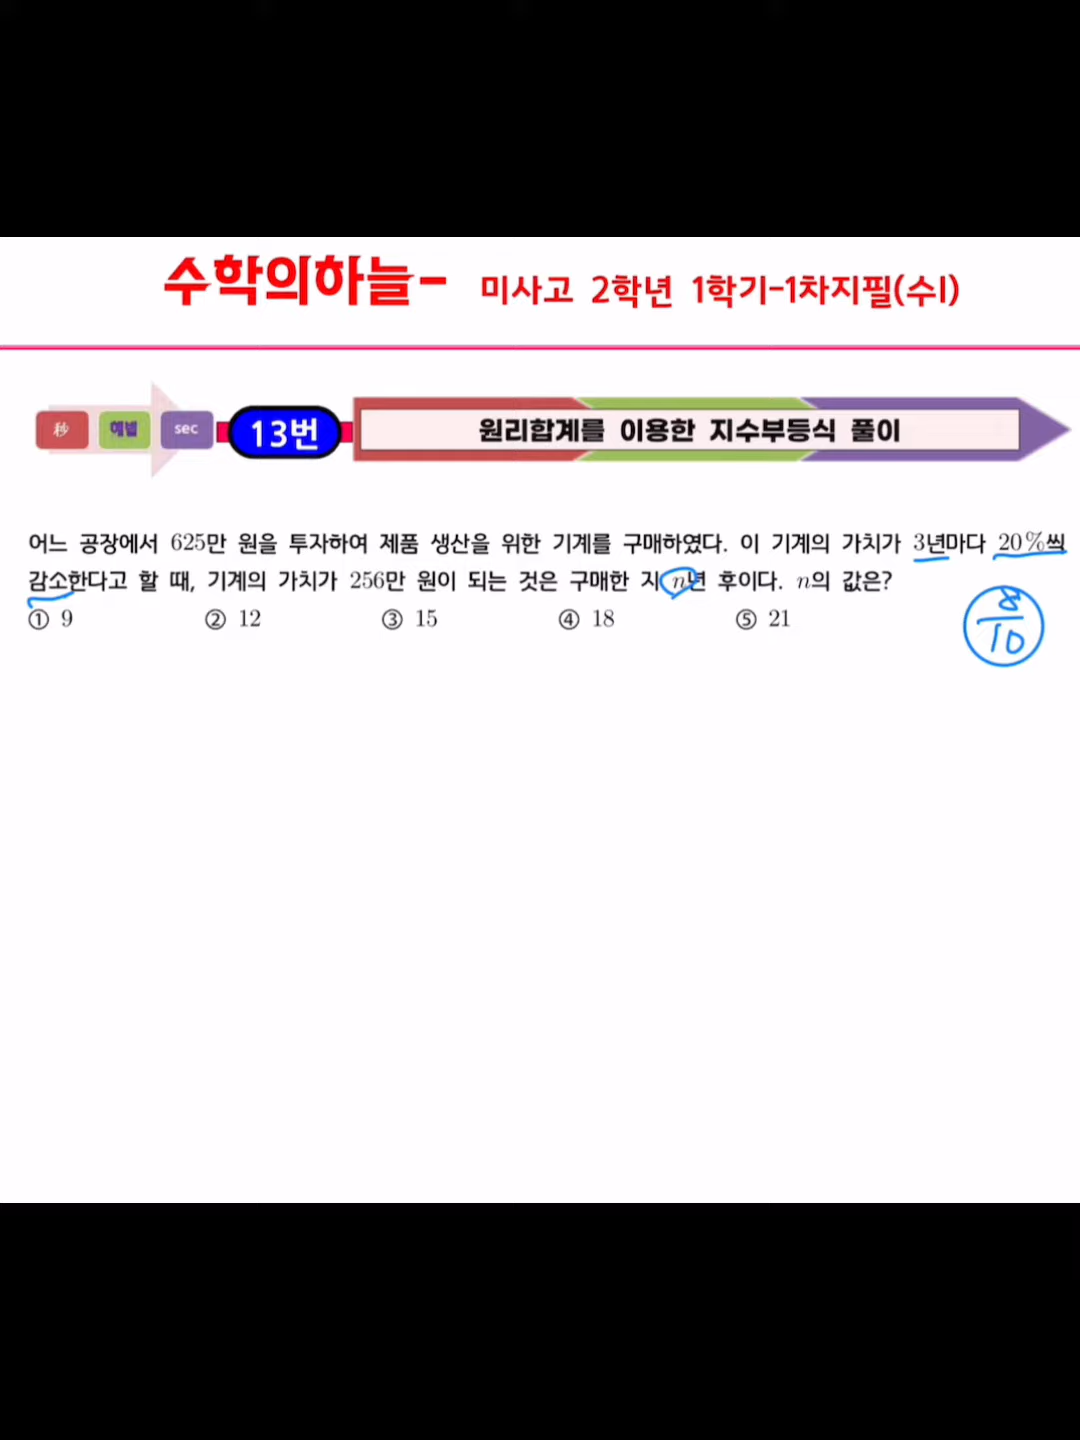 수학의하늘- 미사고 2학년 1학기-1차지필(수Ⅰ)
秒 해법 sec 13번 원리합계를 이용한 지수부등식 풀이
어느 공장에서 625만 원을 투자하여 제품 생산을 위한 기계를 구매하였다. 이 기계의 가치가 3년마다 20%씩
감소한다고 할 때, 기계의 가치가 256만 원이 되는 것은 구매한 지 n년 후이다. n의 값은?
① 9 ② 12 ③ 15 ④ 18 ⑤ 21
8
10